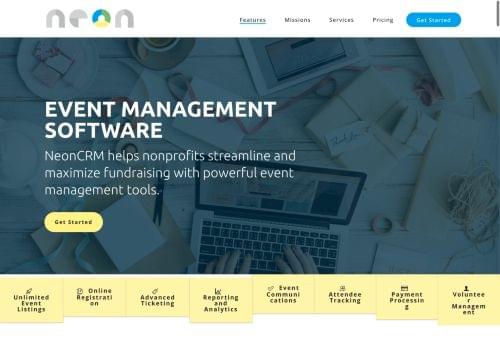 neon
Features Missions Services Pricing Get Started
EVENT MANAGEMENT
SOFTWARE
NeonCRM helps nonprofits streamline and
maximize fundraising with powerful event
management tools.
Get Started
Unlimited
Event
Listings
Online
Registrati
on
Advanced
Ticketing
Reporting
and
Analytics
Event
Communi
cations
Attendee
Tracking
Payment
Processin
g
Voluntee
r
Managem
ent